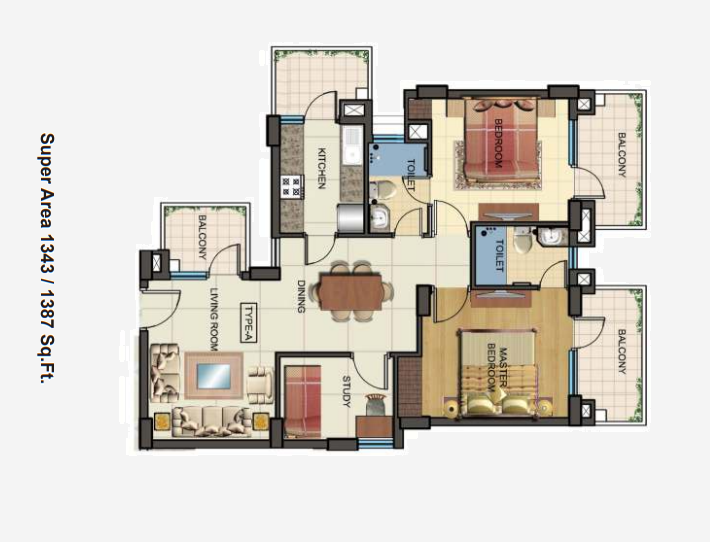 Super Area 1343 / 1387 Sq.Ft.
BALCONY
LIVING ROOM
TYPE-A
DINING
KITCHEN
STUDY
TOILET
BEDROOM
TOILET
MASTER
BEDROOM
BALCONY
BALCONY